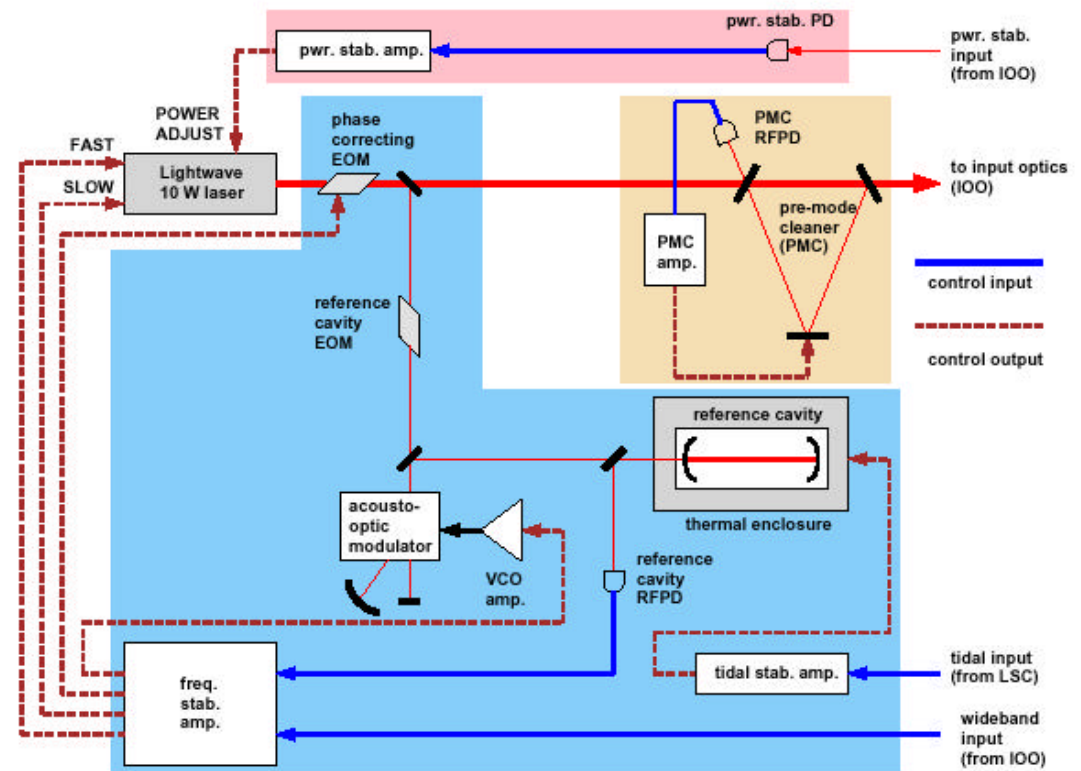 pwr. stab. PD
pwr. stab. amp.
pwr. stab.
input
(from IOO)
POWER
ADJUST
FAST
SLOW
Lightwave
10 W laser
phase
correcting
EOM
PMC
RFPD
to input optics
(IOO)
pre-mode
cleaner
(PMC)
PMC
amp.
control input
control output
reference
cavity
EOM
reference cavity
thermal enclosure
acousto-
optic
modulator
VCO
amp.
reference
cavity
RFPD
freq.
stab.
amp.
tidal stab. amp.
tidal input
(from LSC)
wideband
input
(from IOO)